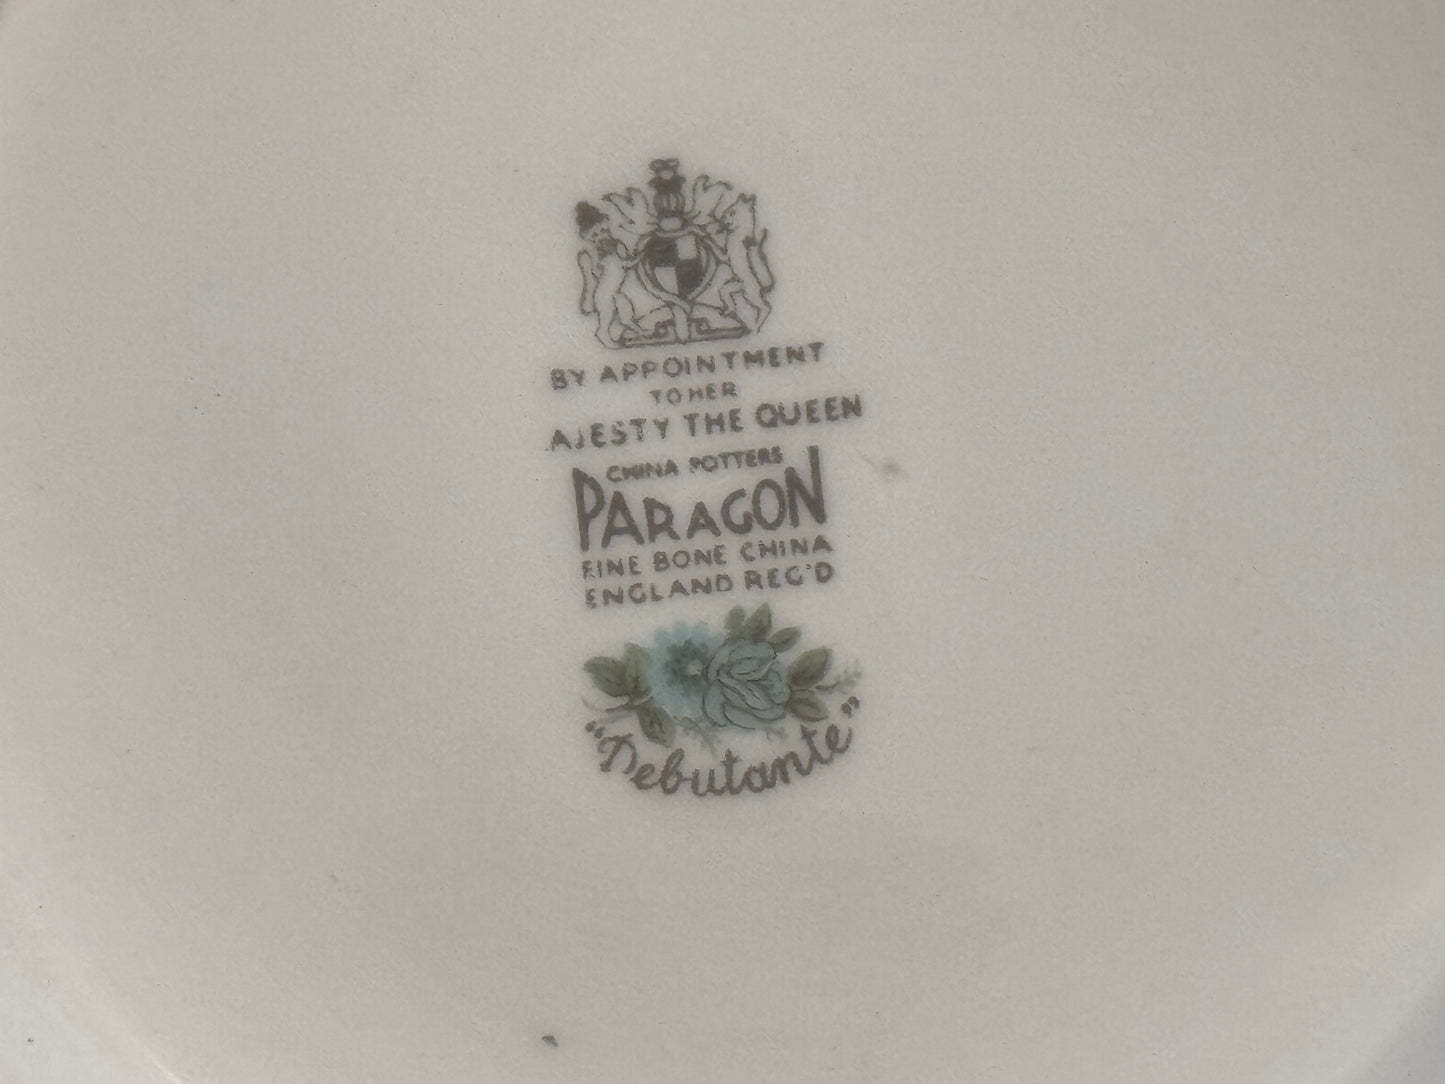 BY APPOINTMENT
TO HER
AJESTY THE QUEEN
CHINA POTTERS
PARAGON
FINE BONE CHINA
ENGLAND REG'D
"Debutante"